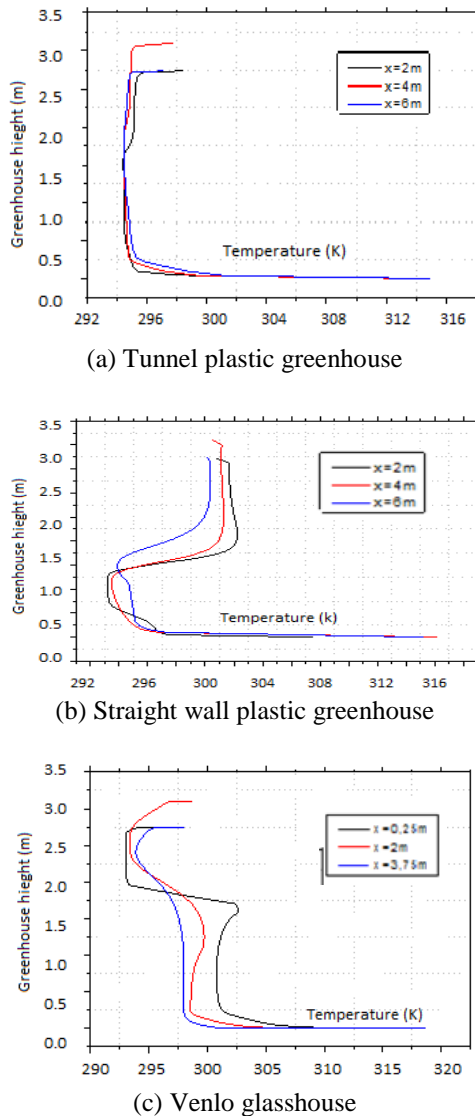 3.5
3.0
2.5
2.0
1.5
1.0
0.5
0.0
Greenhouse hieght (m)
x=2m
x=4m
x=6m
Temperature (K)
292 296 300 304 308 312 316
(a) Tunnel plastic greenhouse
3.5
3.0
2.5
2.0
1.5
1.0
0.5
0.0
Greenhouse hieght (m)
x=2m
x=4m
x=6m
Temperature (k)
292 296 300 304 308 312 316
(b) Straight wall plastic greenhouse
3.5
3.0
2.5
2.0
1.5
1.0
0.5
0.0
Greenhouse hieght (m)
x=0,25m
x=2m
x=3,75m
Temperature (K)
290 295 300 305 310 315 320
(c) Venlo glasshouse